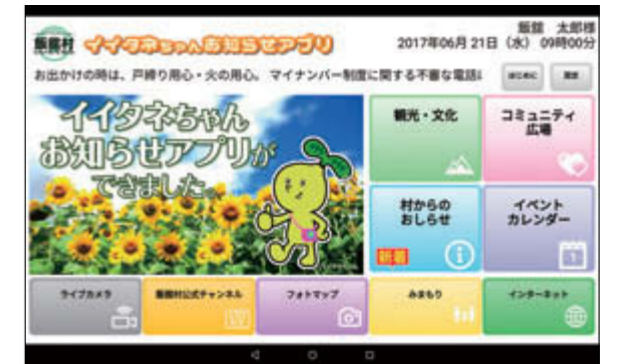 飯舘 太郎様
飯舘村 イイタネちゃんお知らせアプリ
2017年06月21日(水) 09時00分
お出かけの時は、戸締り用心・火の用心。 マイナンバー制度に関する不審な電話
はじめに
イイタネちゃん
お知らせアプリが
できました
観光・文化
コミュニティ
広場
村からの
おしらせ
新着
イベント
カレンダー
1
ライブカメラ
飯舘村公式チャンネル
フォトマップ
みまもり
インターネット